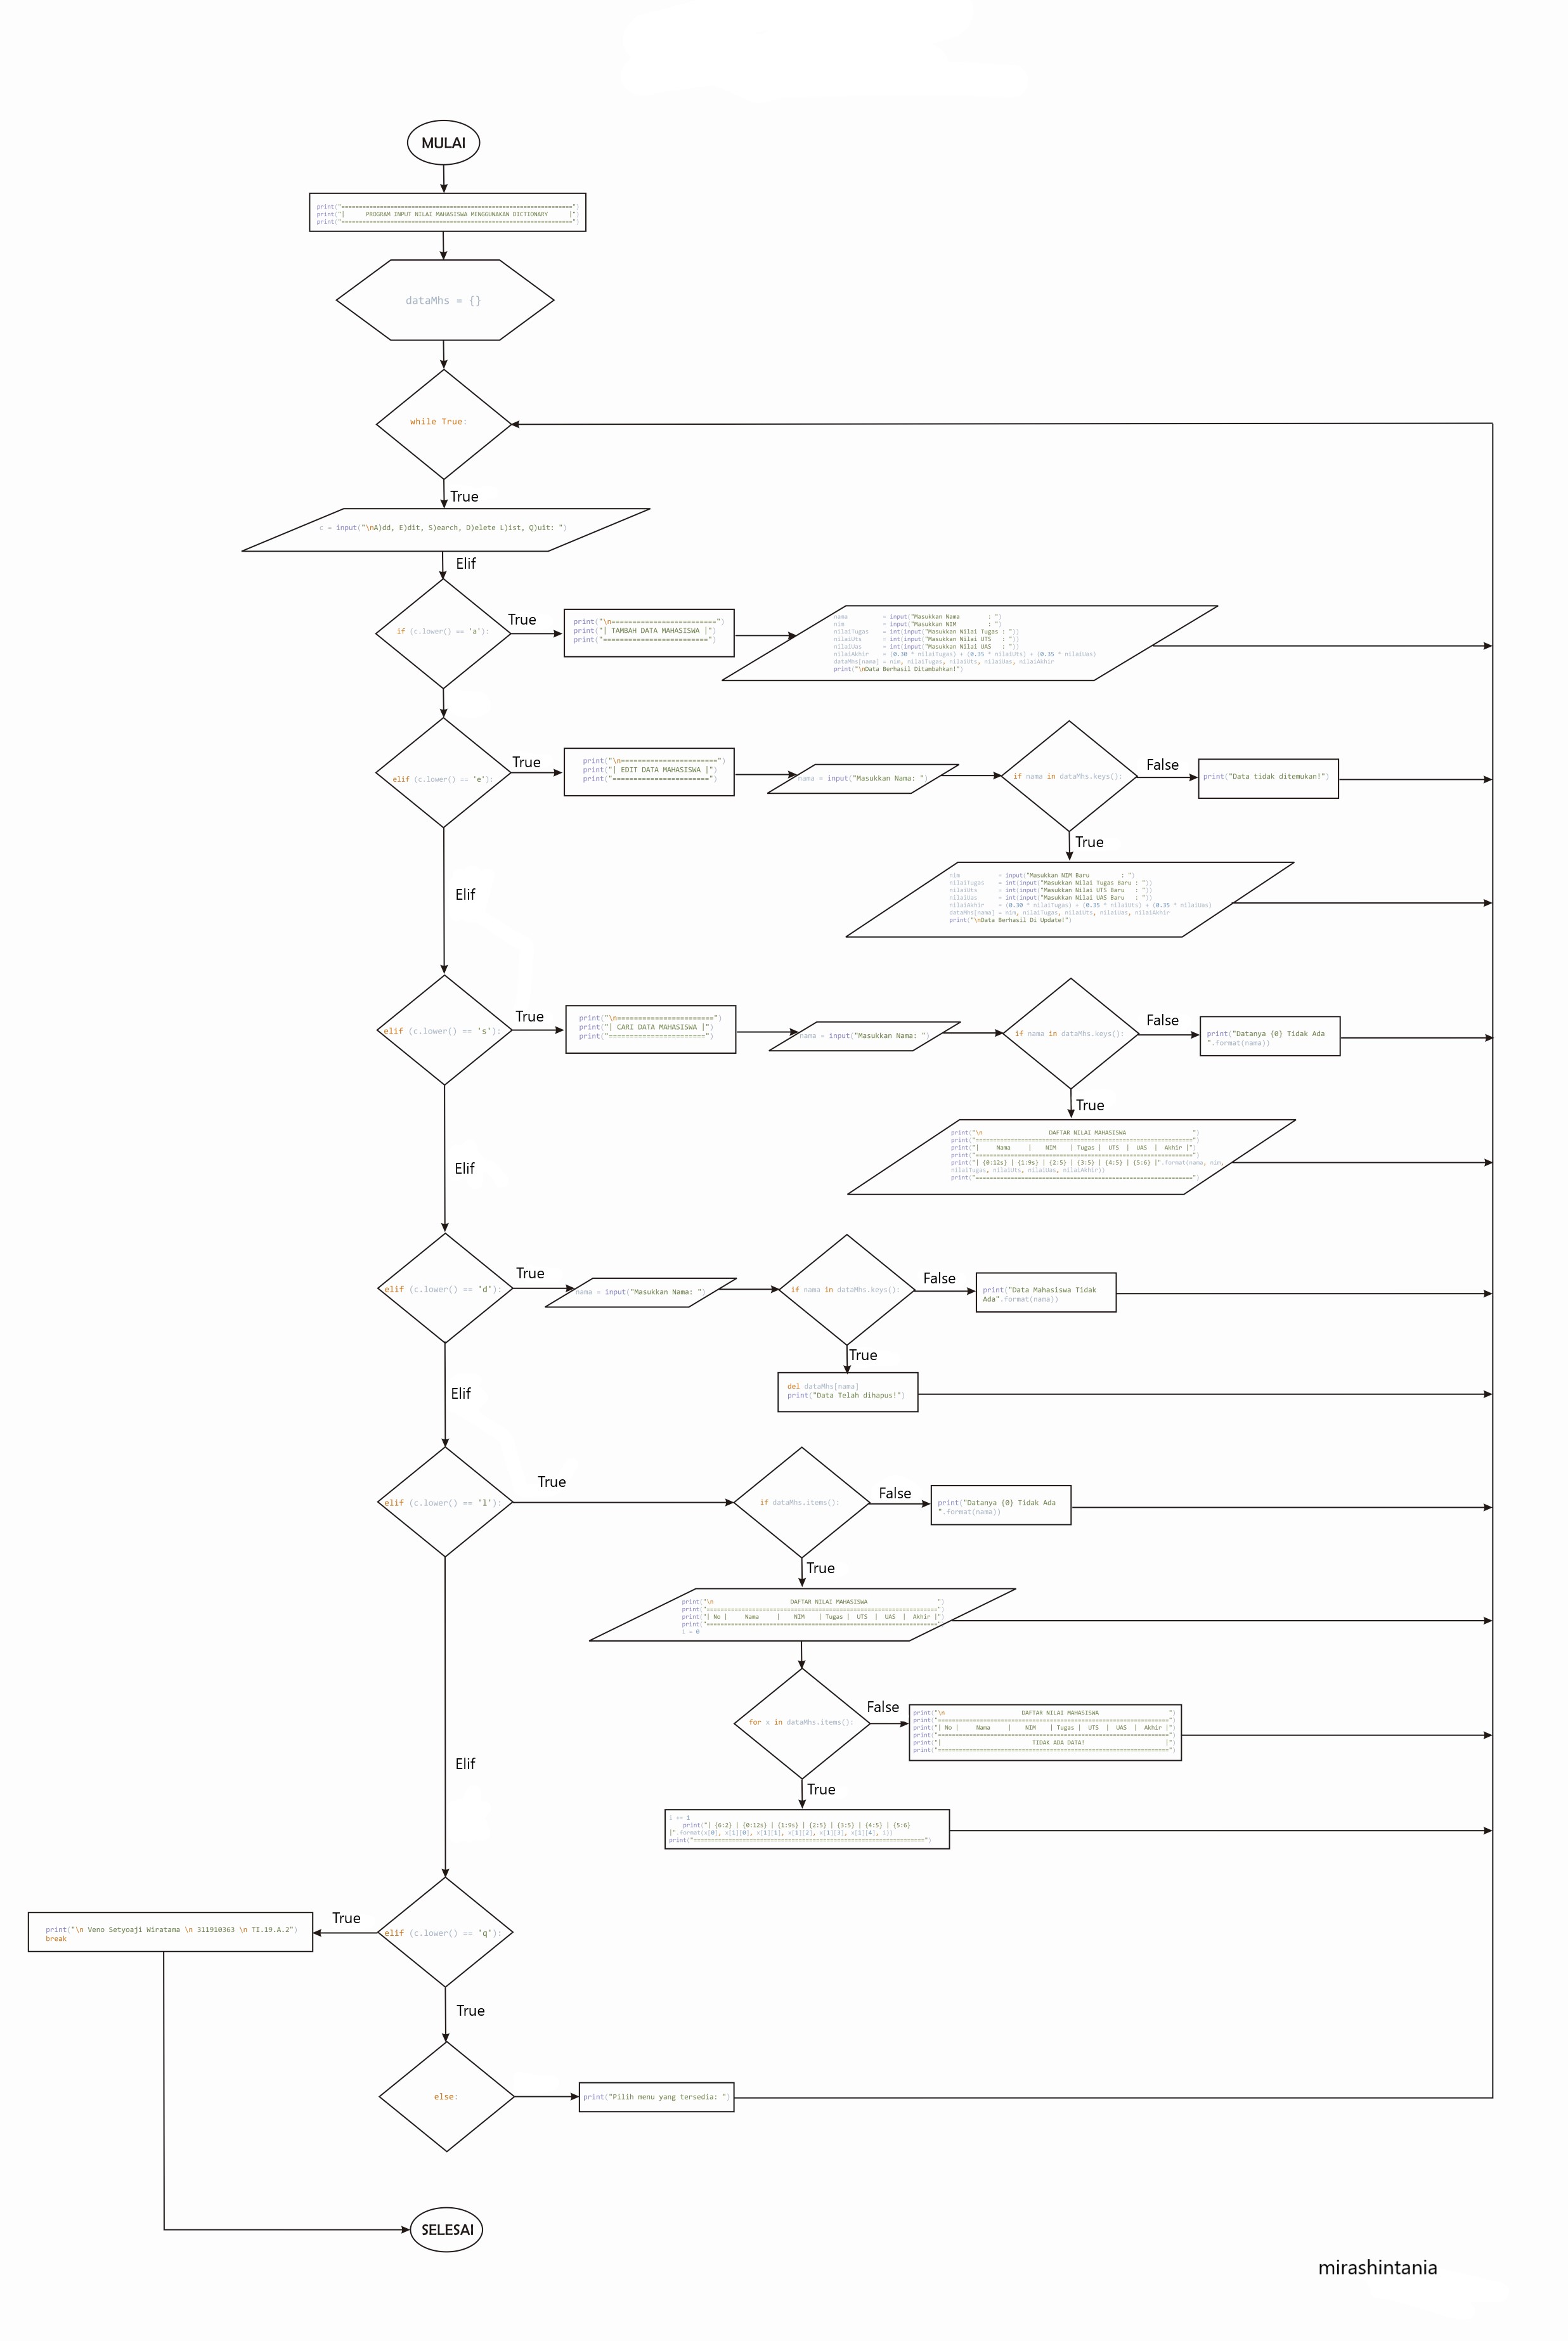 MULAI
print("==================================================================")
print("|      PROGRAM INPUT NILAI MAHASISWA MENGGUNAKAN DICTIONARY      |")
print("==================================================================")
dataMhs = {}
while True:
True
c = input("\nA)dd, E)dit, S)earch, D)elete L)ist, Q)uit: ")
Elif
if (c.lower() == 'a'):
True
print("\n=========================")
print("| TAMBAH DATA MAHASISWA |")
print("=========================")
nama          = input("Masukkan Nama        : ")
nim           = input("Masukkan NIM         : ")
nilaiTugas    = int(input("Masukkan Nilai Tugas : "))
nilaiUts      = int(input("Masukkan Nilai UTS   : "))
nilaiUas      = int(input("Masukkan Nilai UAS   : "))
nilaiAkhir    = (0.30 * nilaiTugas) + (0.35 * nilaiUts) + (0.35 * nilaiUas)
dataMhs[nama] = nim, nilaiTugas, nilaiUts, nilaiUas, nilaiAkhir
print("\nData Berhasil Ditambahkan!")
elif (c.lower() == 'e'):
True
print("\n=======================")
print("| EDIT DATA MAHASISWA |")
print("=======================")
nama = input("Masukkan Nama: ")
if nama in dataMhs.keys():
False
print("Data tidak ditemukan!")
True
nim           = input("Masukkan NIM Baru         : ")
nilaiTugas    = int(input("Masukkan Nilai Tugas Baru : "))
nilaiUts      = int(input("Masukkan Nilai UTS Baru   : "))
nilaiUas      = int(input("Masukkan Nilai UAS Baru   : "))
nilaiAkhir    = (0.30 * nilaiTugas) + (0.35 * nilaiUts) + (0.35 * nilaiUas)
dataMhs[nama] = nim, nilaiTugas, nilaiUts, nilaiUas, nilaiAkhir
print("\nData Berhasil Di Update!")
Elif
elif (c.lower() == 's'):
True
print("\n=======================")
print("| CARI DATA MAHASISWA |")
print("=======================")
nama = input("Masukkan Nama: ")
if nama in dataMhs.keys():
False
print("Datanya {0} Tidak Ada
".format(nama))
True
print("\n                   DAFTAR NILAI MAHASISWA                   ")
print("==============================================================")
print("|     Nama     |    NIM    | Tugas |  UTS  |  UAS  |  Akhir |")
print("==============================================================")
print("| {0:12s} | {1:9s} | {2:5} | {3:5} | {4:5} | {5:6} |".format(nama, nim,
nilaiTugas, nilaiUts, nilaiUas, nilaiAkhir))
print("==============================================================")
Elif
elif (c.lower() == 'd'):
True
nama = input("Masukkan Nama: ")
if nama in dataMhs.keys():
False
print("Data Mahasiswa Tidak
Ada".format(nama))
True
del dataMhs[nama]
print("Data Telah dihapus!")
Elif
elif (c.lower() == 'l'):
True
if dataMhs.items():
False
print("Datanya {0} Tidak Ada
".format(nama))
True
print("\n                      DAFTAR NILAI MAHASISWA                    ")
print("==================================================================")
print("| No |     Nama     |    NIM    | Tugas |  UTS  |  UAS  |  Akhir |")
print("==================================================================")
i = 0
for x in dataMhs.items():
False
print("\n                      DAFTAR NILAI MAHASISWA                    ")
print("==================================================================")
print("| No |     Nama     |    NIM    | Tugas |  UTS  |  UAS  |  Akhir |")
print("==================================================================")
print("|                          TIDAK ADA DATA!                       |")
print("==================================================================")
Elif
True
i += 1
print("| {6:2} | {0:12s} | {1:9s} | {2:5} | {3:5} | {4:5} | {5:6}
|".format(x[0], x[1][0], x[1][1], x[1][2], x[1][3], x[1][4], i))
print("==================================================================")
elif (c.lower() == 'q'):
True
print("\n Veno Setyoaji Wiratama \n 311910363 \n TI.19.A.2")
break
True
else:
print("Pilih menu yang tersedia: ")
SELESAI
mirashintania